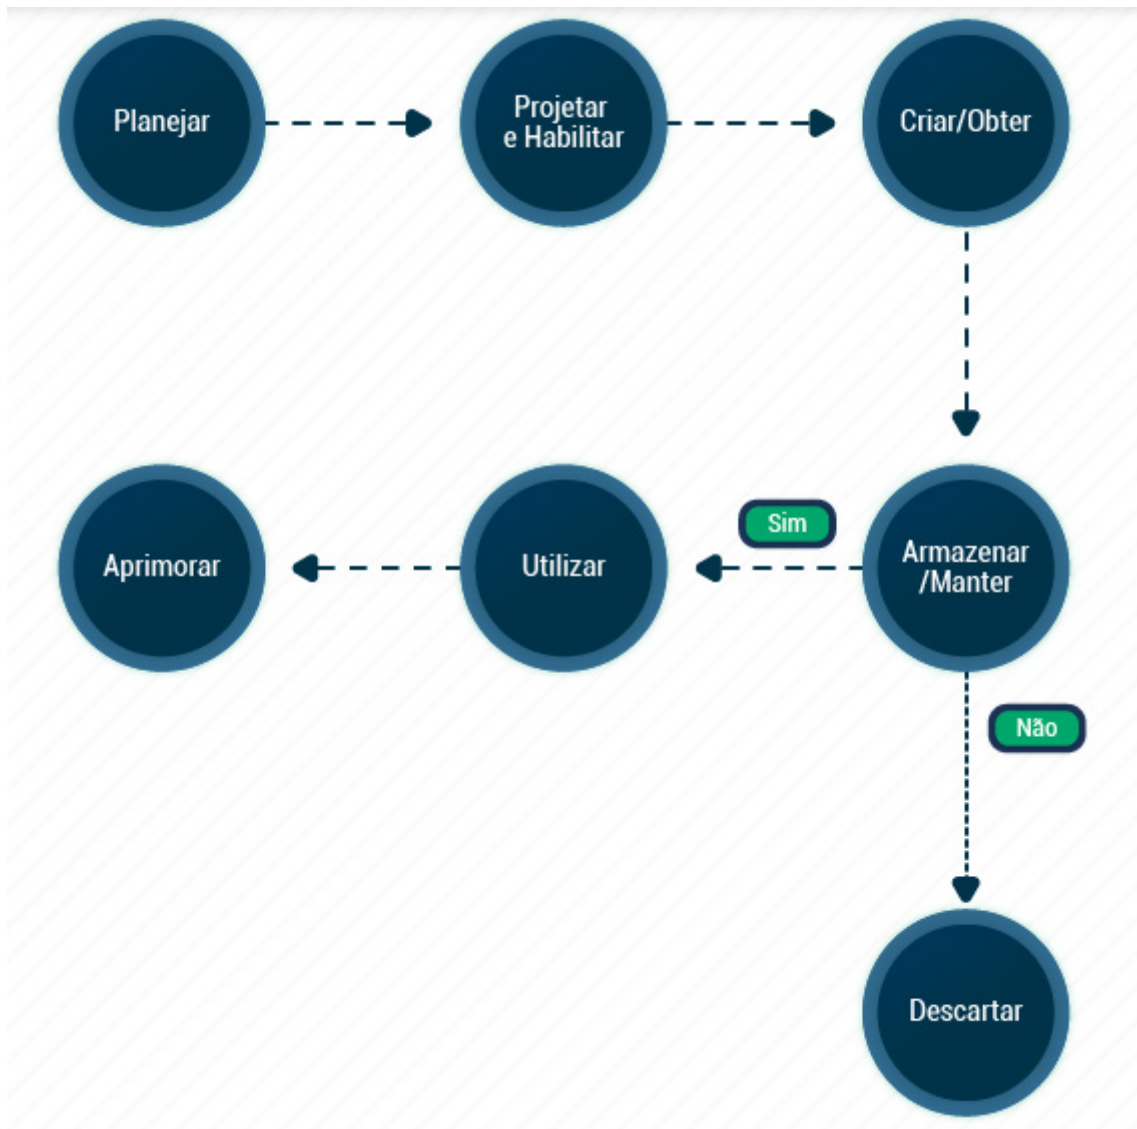 Planejar
Projetar
e Habilitar
Criar/Obter
Aprimorar
Utilizar
Sim
Armazenar
/Manter
Não
Descartar